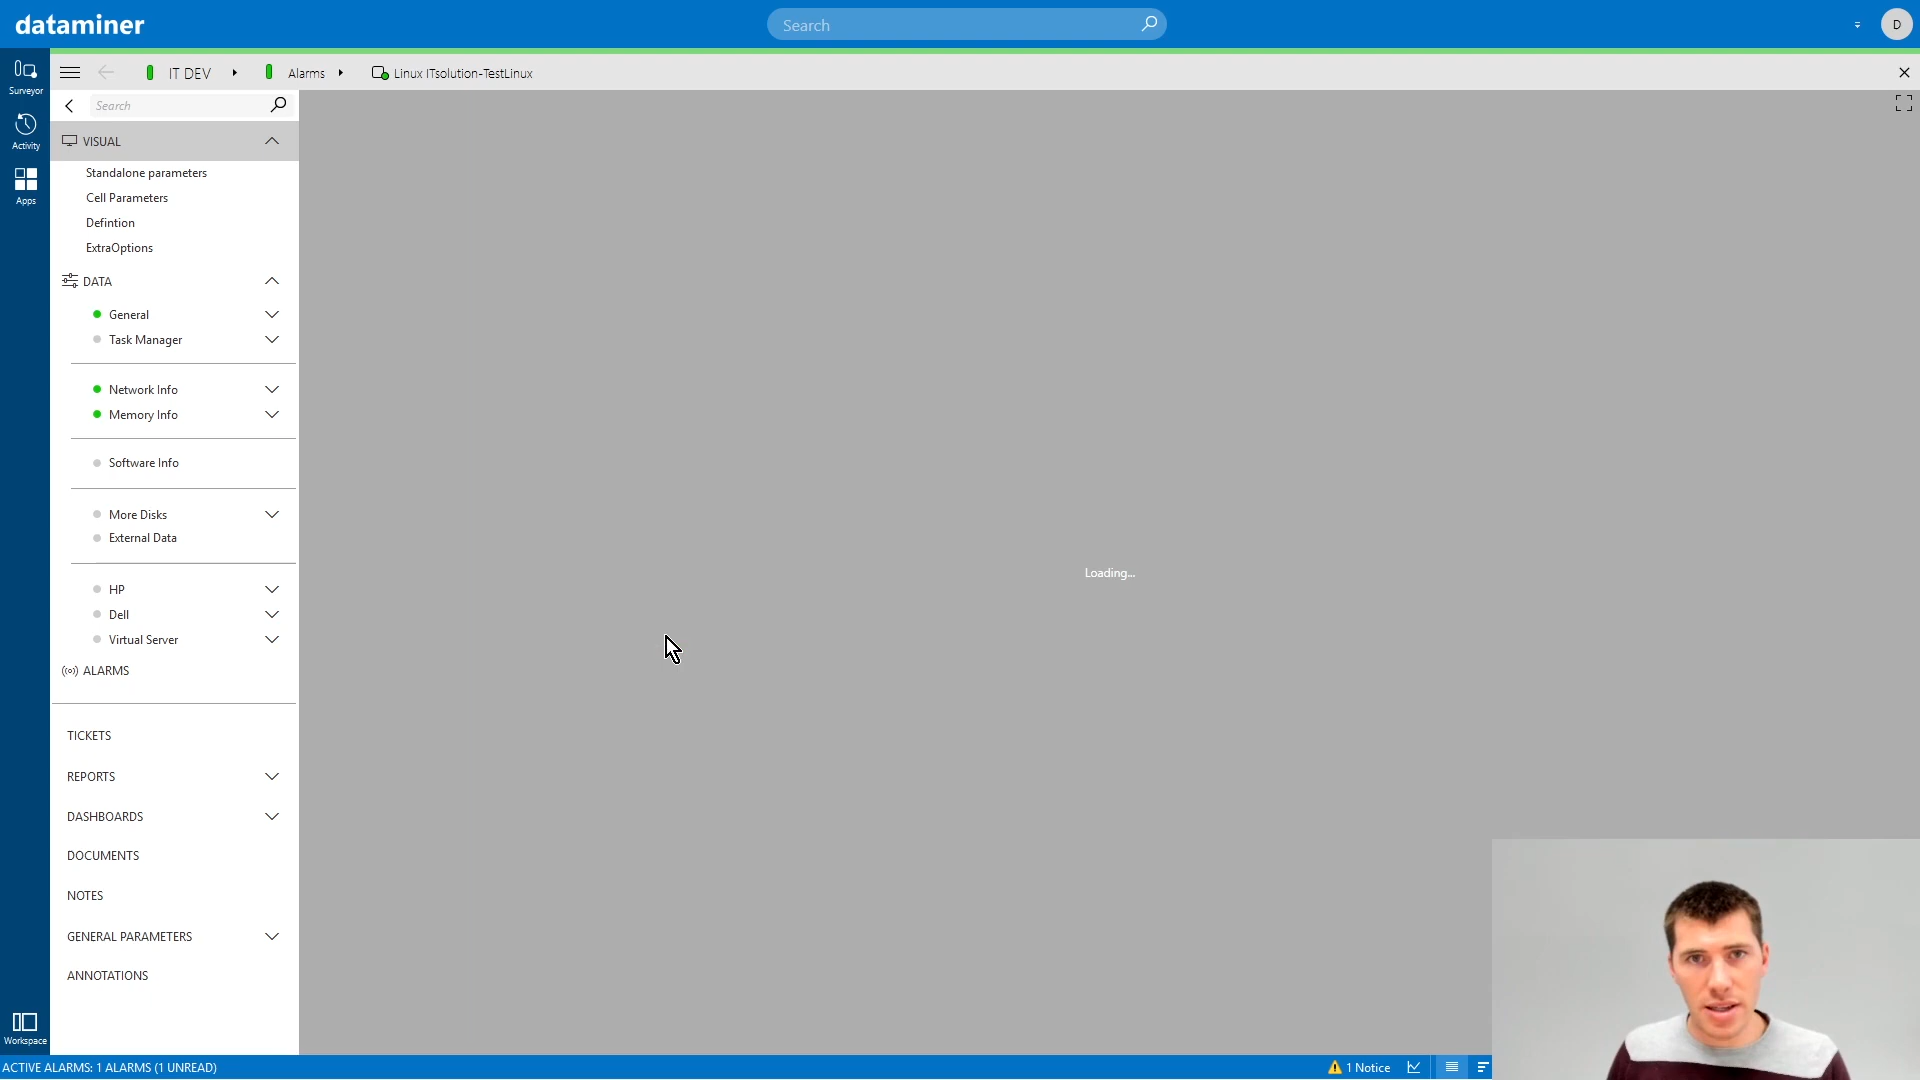 dataminer
Search
D
Surveyor
Activity
Apps
Workspace
IT DEV
Alarms
Linux ITsolution-TestLinux
Search
VISUAL
Standalone parameters
Cell Parameters
Defintion
ExtraOptions
DATA
General
Task Manager
Network Info
Memory Info
Software Info
More Disks
External Data
HP
Dell
Virtual Server
ALARMS
TICKETS
REPORTS
DASHBOARDS
DOCUMENTS
NOTES
GENERAL PARAMETERS
ANNOTATIONS
Loading...
ACTIVE ALARMS: 1 ALARMS (1 UNREAD)
1 Notice